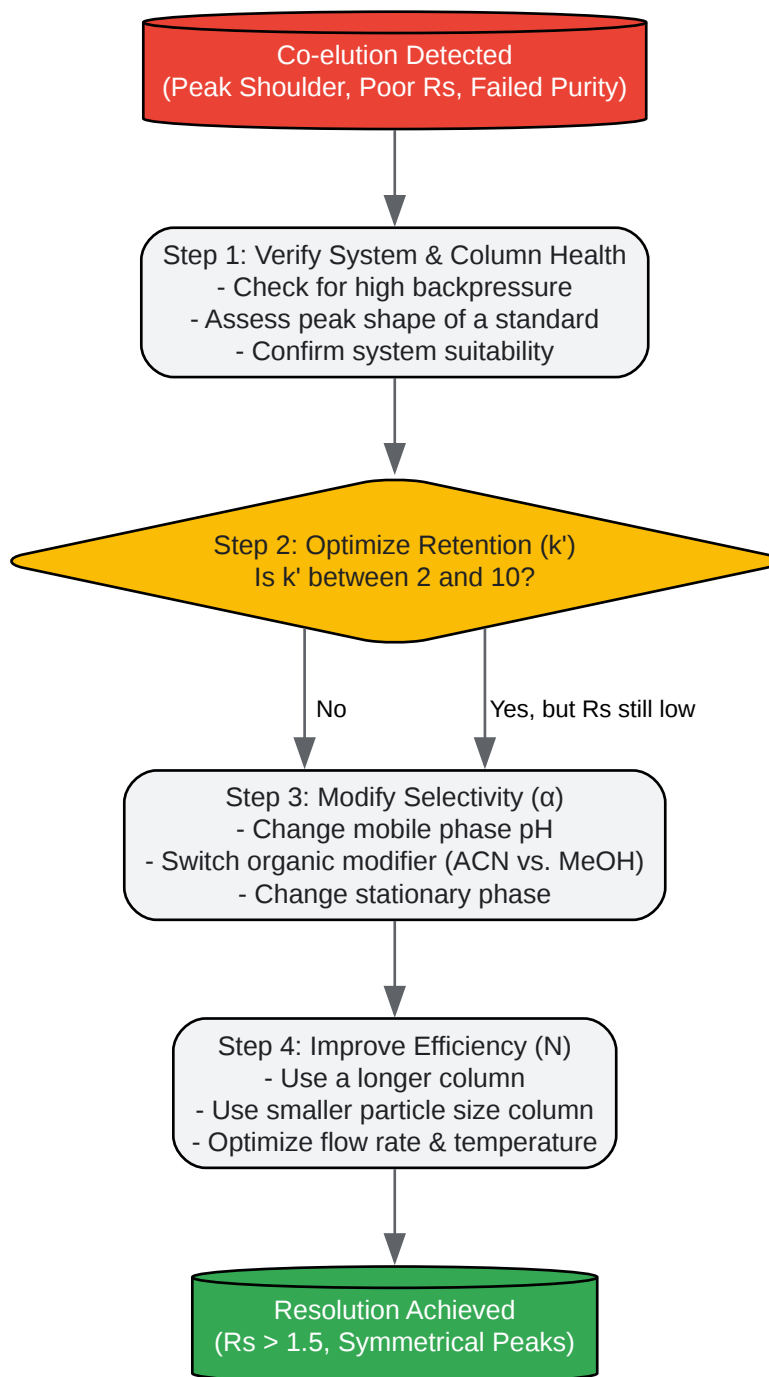 Co-elution Detected
(Peak Shoulder, Poor Rs, Failed Purity)
Step 1: Verify System & Column Health
- Check for high backpressure
- Assess peak shape of a standard
- Confirm system suitability
Step 2: Optimize Retention (k')
Is k' between 2 and 10?
No
Yes, but Rs still low
Step 3: Modify Selectivity (α)
- Change mobile phase pH
- Switch organic modifier (ACN vs. MeOH)
- Change stationary phase
Step 4: Improve Efficiency (N)
- Use a longer column
- Use smaller particle size column
- Optimize flow rate & temperature
Resolution Achieved
(Rs > 1.5, Symmetrical Peaks)